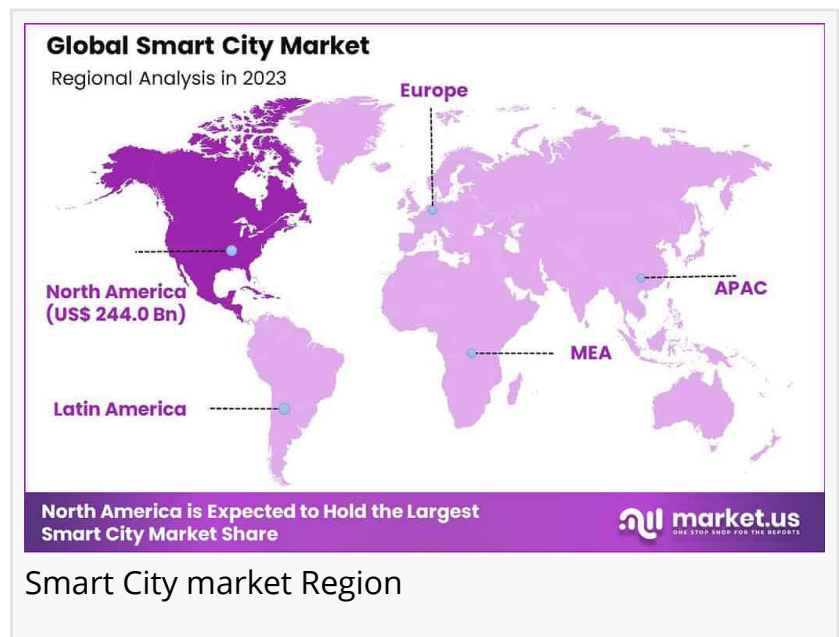 Global Smart City Market
Regional Analysis in 2023
Europe
North America
(US$ 244.0 Bn)
APAC
MEA
Latin America
North America is Expected to Hold the Largest
Smart City Market Share
market.us
ONE STOP SHOP FOR THE REPORTS
Smart City market Region